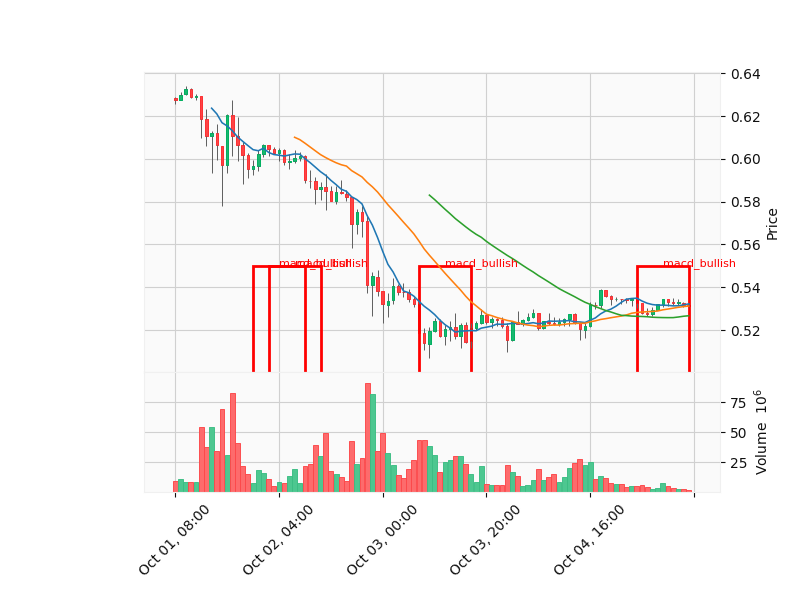 0.64
0.62
0.60
0.58
0.56
0.54
0.52
Price
macd_bullish
macd_bullish
macd_bullish
macd_bullish
75
50
25
Volume 10^6
Oct 01, 08:00
Oct 02, 04:00
Oct 03, 00:00
Oct 03, 20:00
Oct 04, 16:00